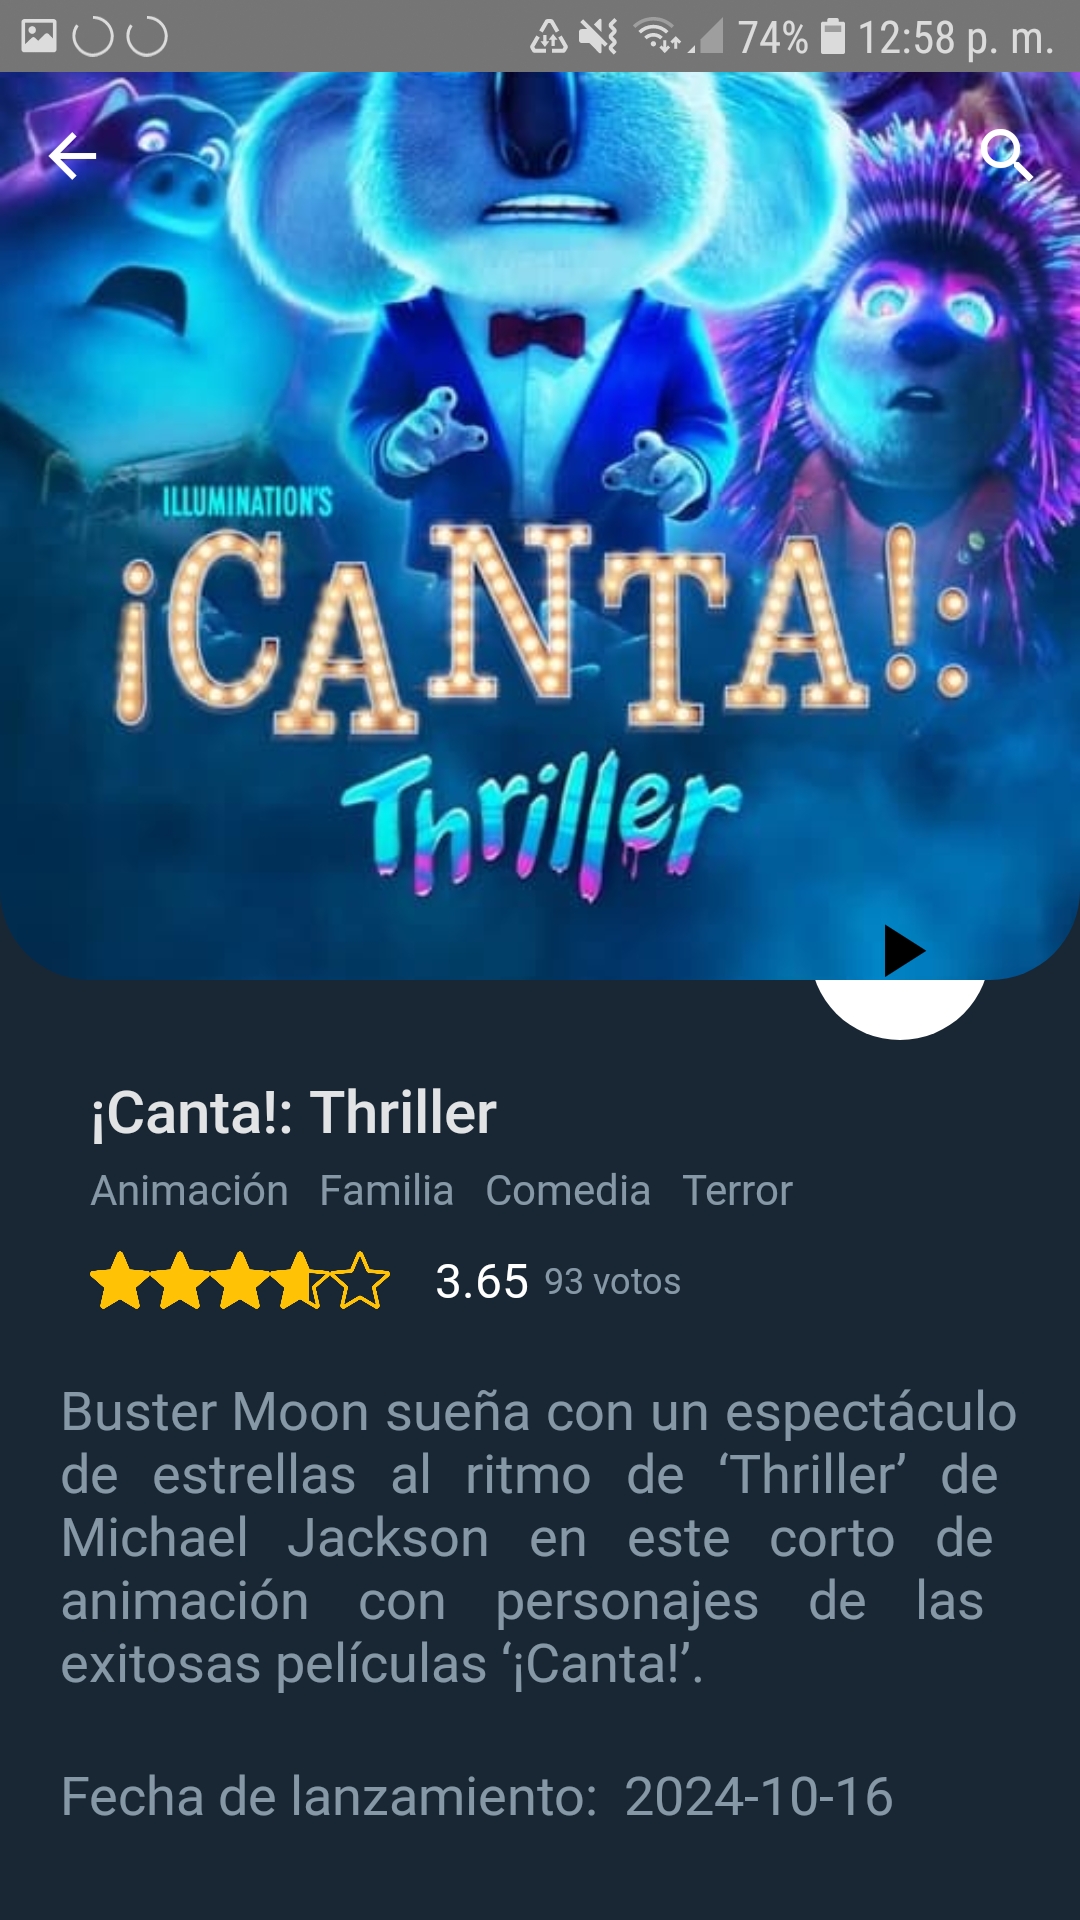 74% 12:58 p. m.
ILLUMINATION'S
¡CANTA!:
Thriller
¡Canta!: Thriller
Animación Familia Comedia Terror
3.65 93 votos
Buster Moon sueña con un espectáculo
de estrellas al ritmo de ‘Thriller’ de
Michael Jackson en este corto de
animación con personajes de las
exitosas películas ‘¡Canta!’.
Fecha de lanzamiento: 2024-10-16